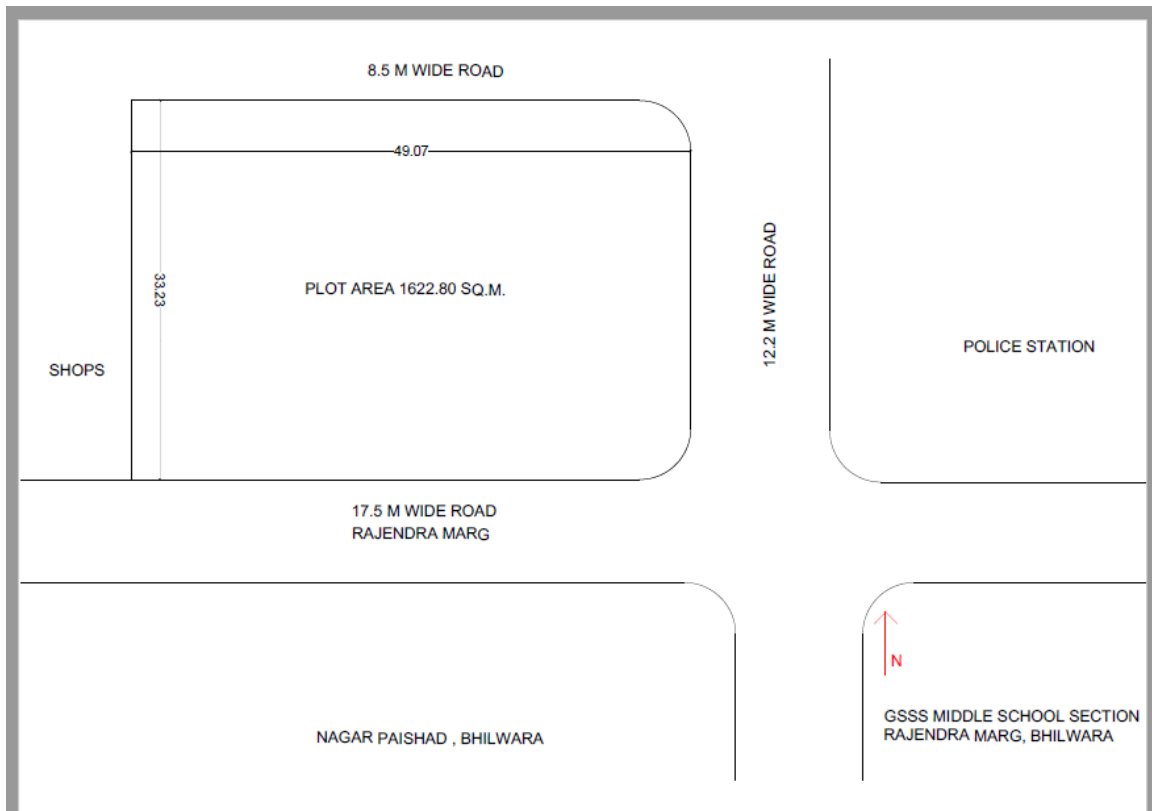 8.5 M WIDE ROAD
49.07
33.23
PLOT AREA 1622.80 SQ.M.
12.2 M WIDE ROAD
POLICE STATION
SHOPS
17.5 M WIDE ROAD
RAJENDRA MARG
N
NAGAR PAISHAD , BHILWARA
GSSS MIDDLE SCHOOL SECTION
RAJENDRA MARG, BHILWARA